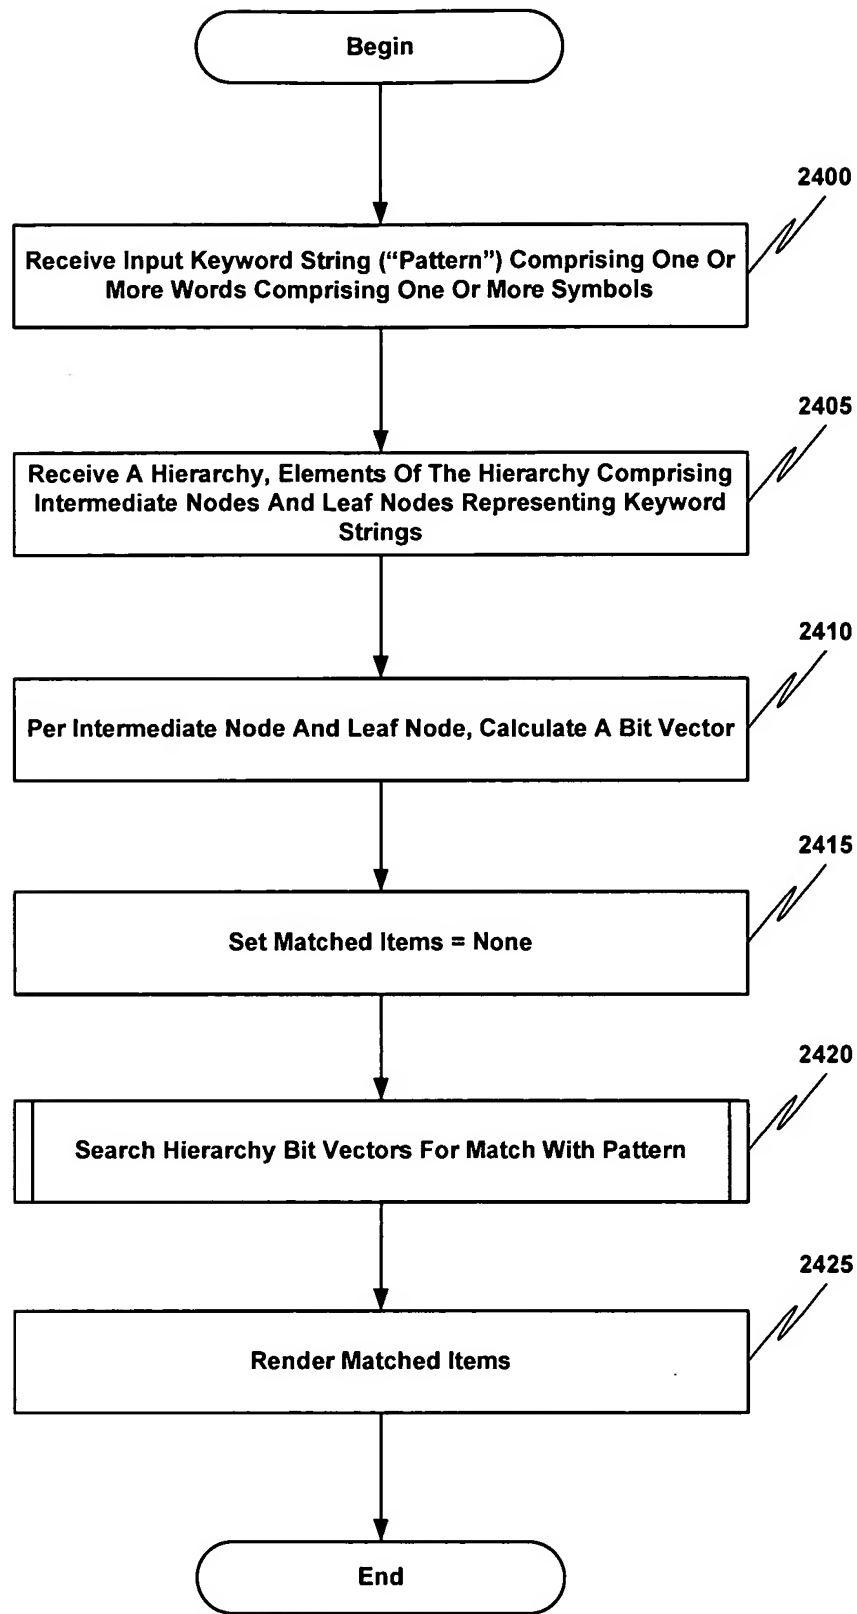 Begin
2400
Receive Input Keyword String (“Pattern”) Comprising One Or
More Words Comprising One Or More Symbols
2405
Receive A Hierarchy, Elements Of The Hierarchy Comprising
Intermediate Nodes And Leaf Nodes Representing Keyword
Strings
2410
Per Intermediate Node And Leaf Node, Calculate A Bit Vector
2415
Set Matched Items = None
2420
Search Hierarchy Bit Vectors For Match With Pattern
2425
Render Matched Items
End